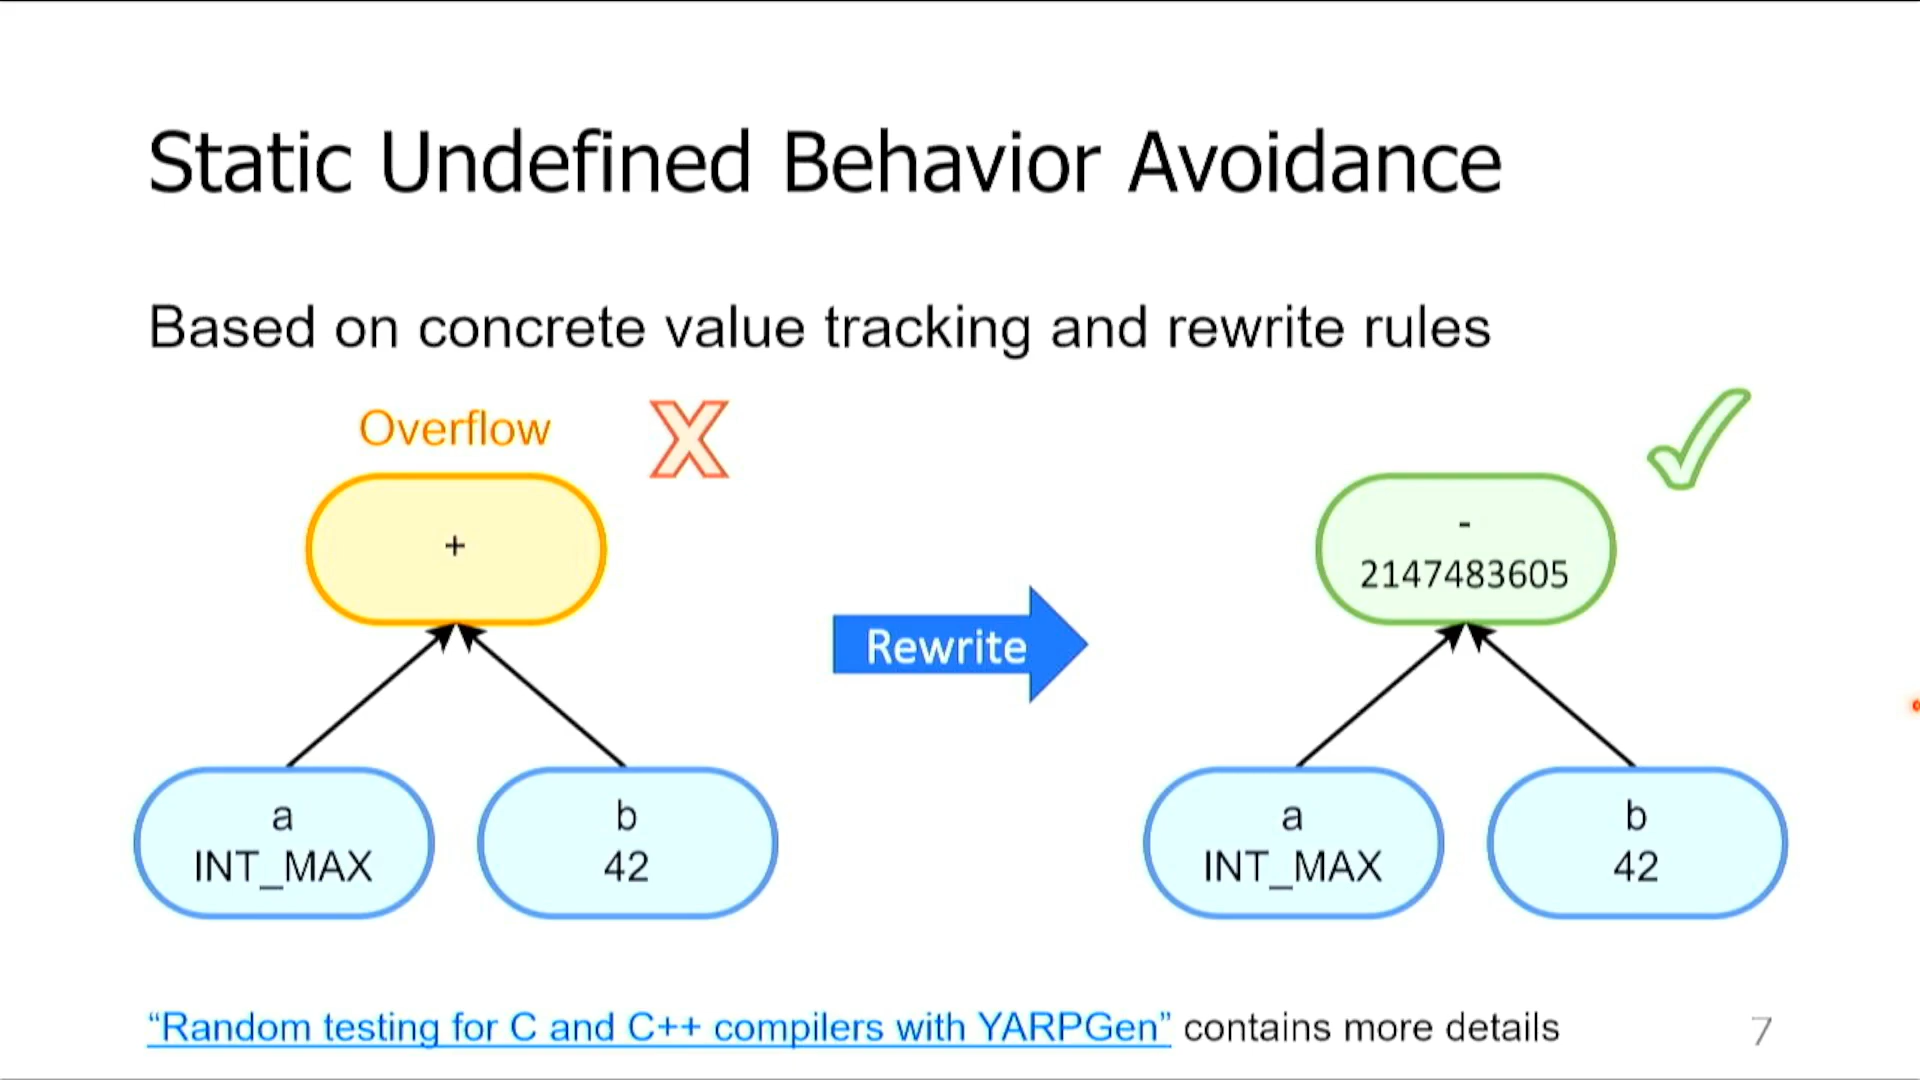 Static Undefined Behavior Avoidance
Based on concrete value tracking and rewrite rules
Overflow
X
+
a
INT_MAX
b
42
Rewrite
-
2147483605
a
INT_MAX
b
42
“Random testing for C and C++ compilers with YARPGen” contains more details
7